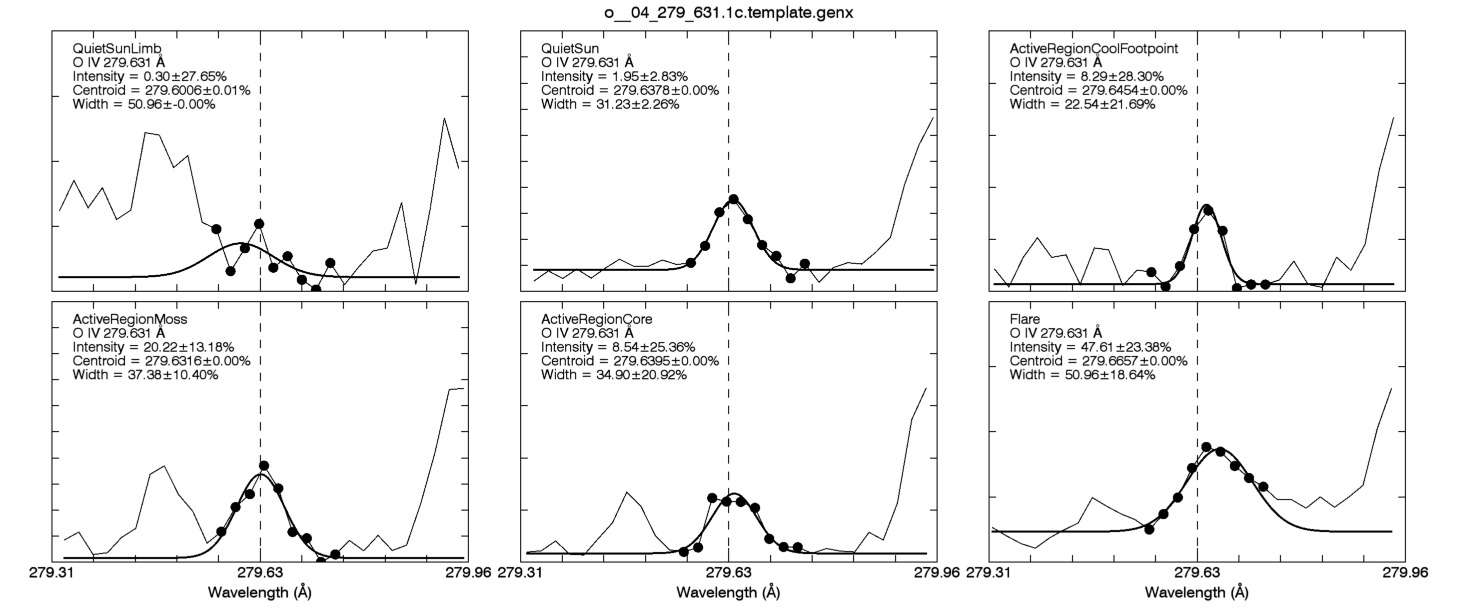 o__04_279_631.1c.template.genx
QuietSunLimb
O IV 279.631 Å
Intensity = 0.30±27.65%
Centroid = 279.6006±0.01%
Width = 50.96±-0.00%
QuietSun
O IV 279.631 Å
Intensity = 1.95±2.83%
Centroid = 279.6378±0.00%
Width = 31.23±2.26%
ActiveRegionCoolFootpoint
O IV 279.631 Å
Intensity = 8.29±28.30%
Centroid = 279.6454±0.00%
Width = 22.54±21.69%
ActiveRegionMoss
O IV 279.631 Å
Intensity = 20.22±13.18%
Centroid = 279.6316±0.00%
Width = 37.38±10.40%
ActiveRegionCore
O IV 279.631 Å
Intensity = 8.54±25.36%
Centroid = 279.6395±0.00%
Width = 34.90±20.92%
Flare
O IV 279.631 Å
Intensity = 47.61±23.38%
Centroid = 279.6657±0.00%
Width = 50.96±18.64%
279.31 279.63 279.96 279.31 279.63 279.96 279.31 279.63 279.96
Wavelength (Å) Wavelength (Å) Wavelength (Å)